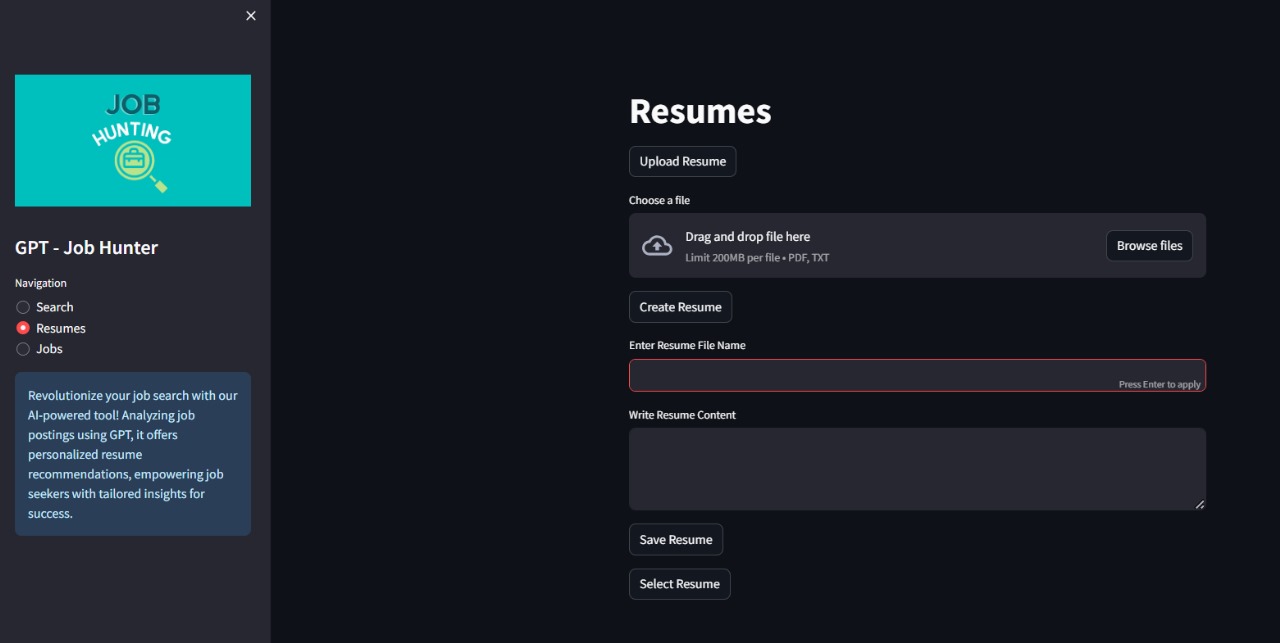 JOB
HUNTING
GPT - Job Hunter
Navigation
Search
Resumes
Jobs
Revolutionize your job search with our
AI-powered tool! Analyzing job
postings using GPT, it offers
personalized resume
recommendations, empowering job
seekers with tailored insights for
success.
Resumes
Upload Resume
Choose a file
Drag and drop file here
Limit 200MB per file • PDF, TXT
Browse files
Create Resume
Enter Resume File Name
Press Enter to apply
Write Resume Content
Save Resume
Select Resume